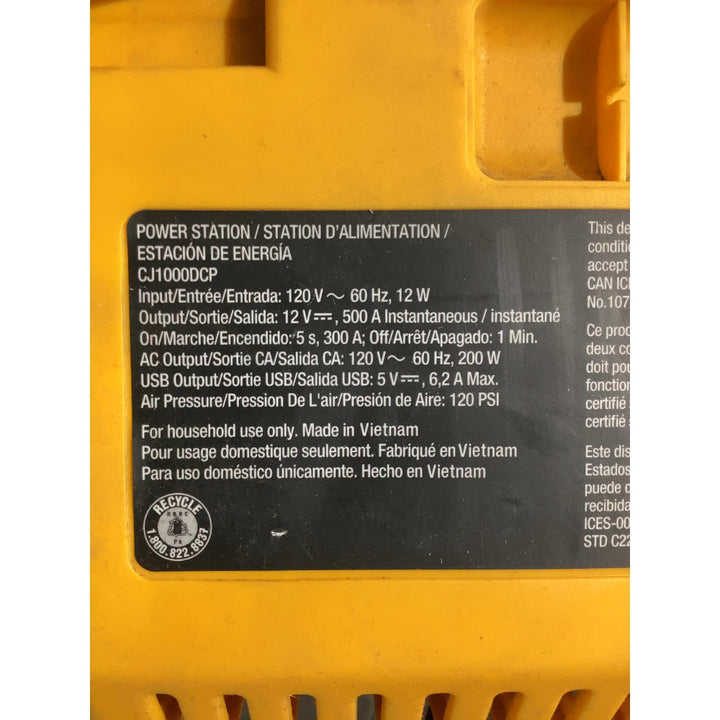 POWER STATION / STATION D'ALIMENTATION /
ESTACIÓN DE ENERGÍA
CJ1000DCP
Input/Entrée/Entrada: 120 V ~ 60 Hz, 12 W
Output/Sortie/Salida: 12 V⎓, 500 A Instantaneous / instantané
On/Marche/Encendido: 5 s, 300 A; Off/Arrêt/Apagado: 1 Min.
AC Output/Sortie CA/Salida CA: 120 V~ 60 Hz, 200 W
USB Output/Sortie USB/Salida USB: 5 V⎓, 6,2 A Max.
Air Pressure/Pression De L'air/Presión de Aire: 120 PSI
For household use only. Made in Vietnam
Pour usage domestique seulement. Fabriqué en Vietnam
Para uso doméstico únicamente. Hecho en Vietnam
RECYCLE
RBRC
Pb
1.800.822.8837
This de
conditi
accept
CAN ICE
No.107
Ce prod
deux co
doit pou
fonction
certifié
certifié
Este dis
Estados
puede c
recibida
ICES-00
STD C22